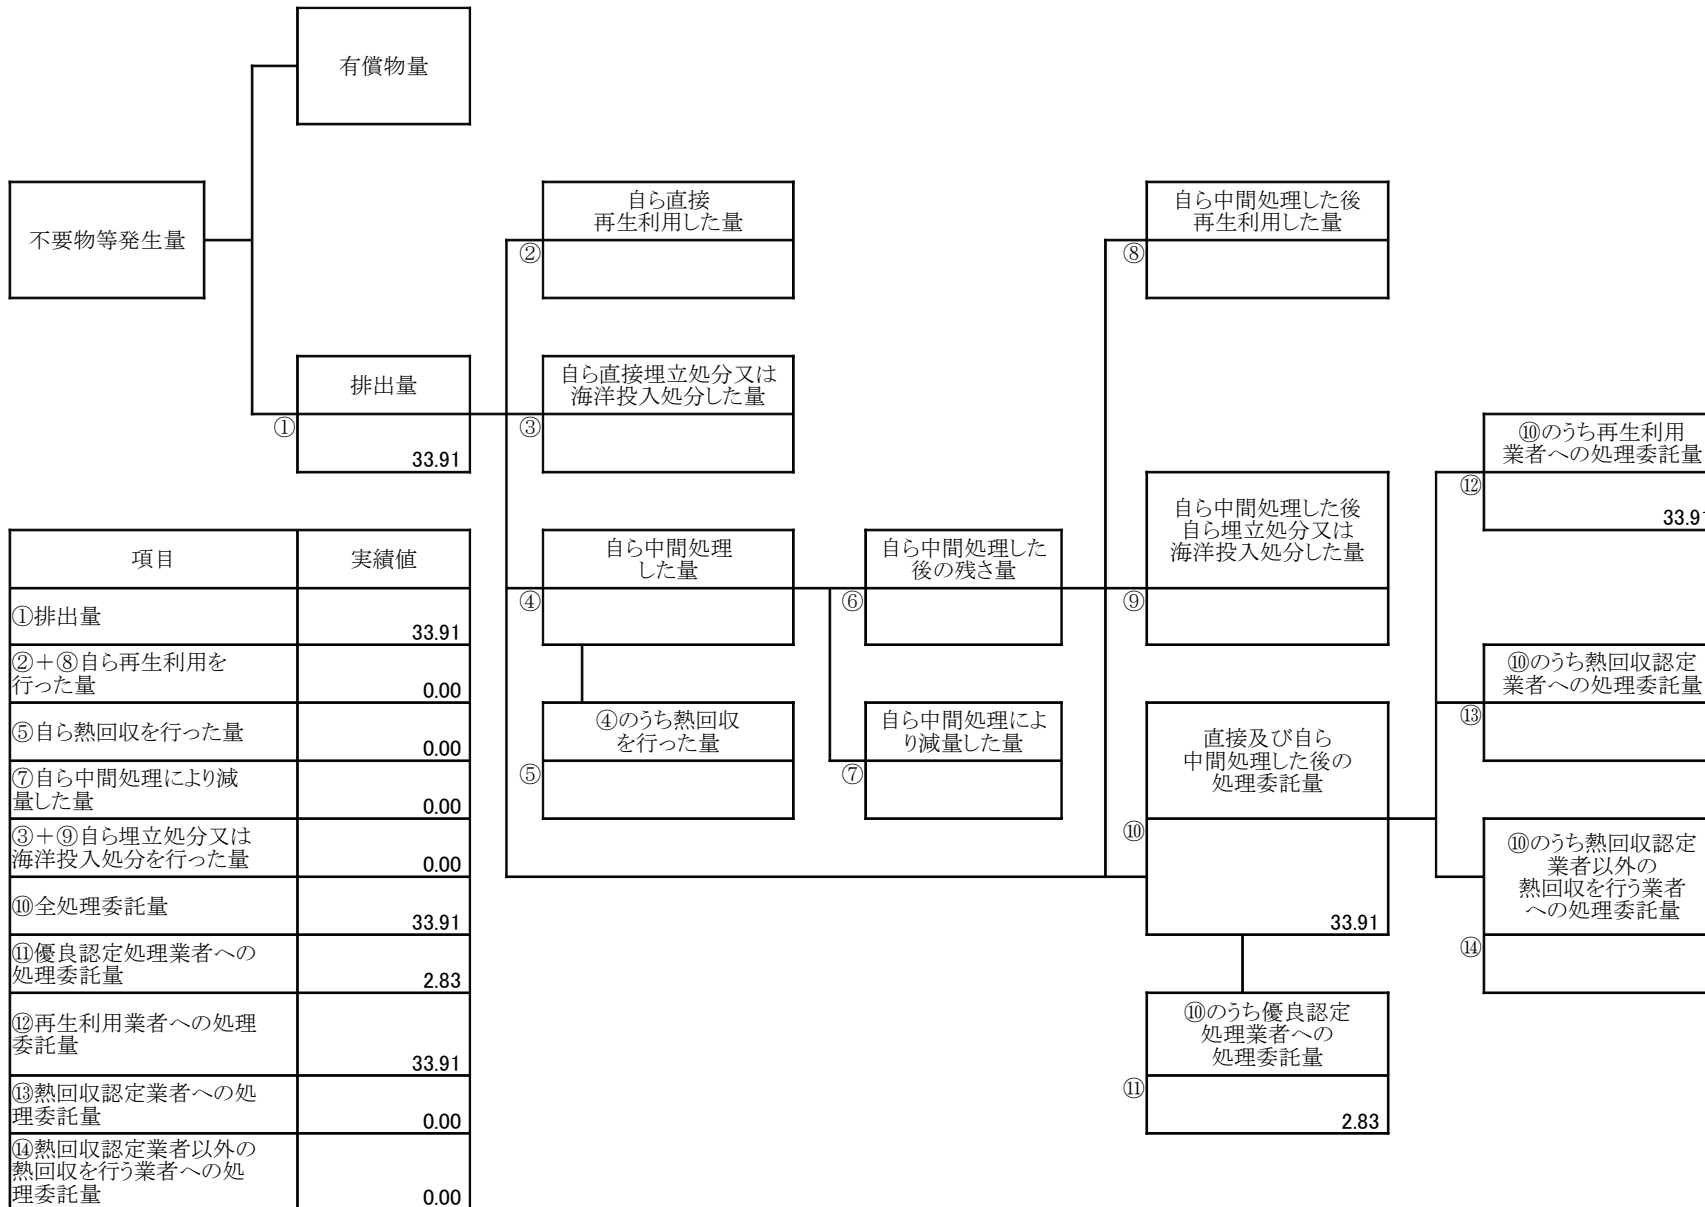 有償物量
不要物等発生量
自ら直接
再生利用した量
②
自ら中間処理した後
再生利用した量
⑧
排出量
①
33.91
自ら直接埋立処分又は
海洋投入処分した量
③
⑩のうち再生利用
業者への処理委託量
⑫
33.91
自ら中間処理
した量
④
自ら中間処理した
後の残さ量
⑥
自ら中間処理した後
自ら埋立処分又は
海洋投入処分した量
⑨
⑩のうち熱回収認定
業者への処理委託量
⑬
④のうち熱回収
を行った量
⑤
自ら中間処理によ
り減量した量
⑦
直接及び自ら
中間処理した後の
処理委託量
⑩
33.91
⑩のうち熱回収認定
業者以外の
熱回収を行う業者
への処理委託量
⑭
⑩のうち優良認定
処理業者への
処理委託量
⑪
2.83
項目 実績値
①排出量 33.91
②＋⑧自ら再生利用を
行った量 0.00
⑤自ら熱回収を行った量 0.00
⑦自ら中間処理により減
量した量 0.00
③＋⑨自ら埋立処分又は
海洋投入処分を行った量 0.00
⑩全処理委託量 33.91
⑪優良認定処理業者への
処理委託量 2.83
⑫再生利用業者への処理
委託量 33.91
⑬熱回収認定業者への処
理委託量 0.00
⑭熱回収認定業者以外の
熱回収を行う業者への処
理委託量 0.00